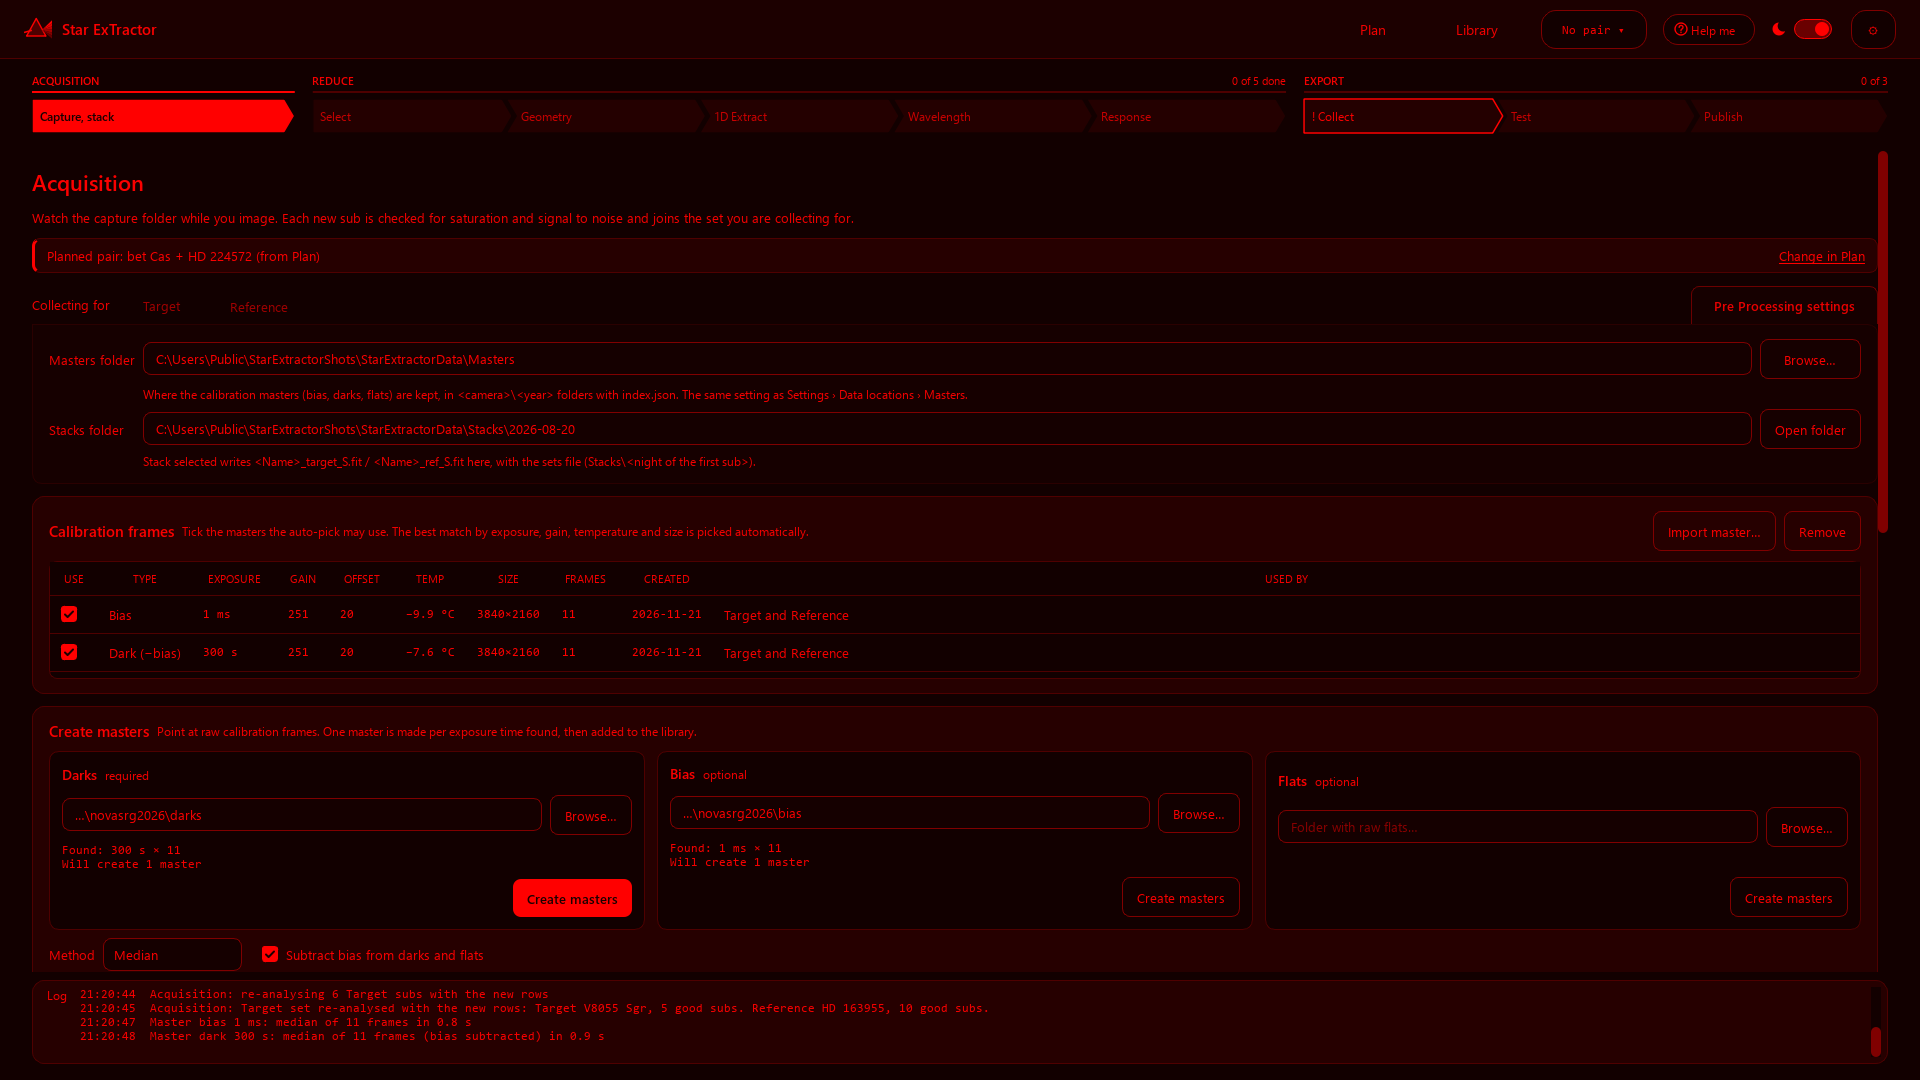 Star ExTractor
Plan
Library
No pair ▾
Help me
ACQUISITION
REDUCE
0 of 5 done
EXPORT
0 of 3
Capture, stack
Select
Geometry
1D Extract
Wavelength
Response
! Collect
Test
Publish
Acquisition
Watch the capture folder while you image. Each new sub is checked for saturation and signal to noise and joins the set you are collecting for.
Planned pair: bet Cas + HD 224572 (from Plan)
Change in Plan
Collecting for
Target
Reference
Pre Processing settings
Masters folder
C:\Users\Public\StarExtractorShots\StarExtractorData\Masters
Browse...
Where the calibration masters (bias, darks, flats) are kept, in <camera>\<year> folders with index.json. The same setting as Settings › Data locations › Masters.
Stacks folder
C:\Users\Public\StarExtractorShots\StarExtractorData\Stacks\2026-08-20
Open folder
Stack selected writes <Name>_target_S.fit / <Name>_ref_S.fit here, with the sets file (Stacks\<night of the first sub>).
Calibration frames Tick the masters the auto-pick may use. The best match by exposure, gain, temperature and size is picked automatically.
Import master...
Remove
USE TYPE EXPOSURE GAIN OFFSET TEMP SIZE FRAMES CREATED USED BY
Bias 1 ms 251 20 −9.9 °C 3840×2160 11 2026-11-21 Target and Reference
Dark (−bias) 300 s 251 20 −7.6 °C 3840×2160 11 2026-11-21 Target and Reference
Create masters Point at raw calibration frames. One master is made per exposure time found, then added to the library.
Darks required
...\novasrg2026\darks
Browse...
Found: 300 s × 11
Will create 1 master
Create masters
Bias optional
...\novasrg2026\bias
Browse...
Found: 1 ms × 11
Will create 1 master
Create masters
Flats optional
Folder with raw flats...
Browse...
Create masters
Method
Median
Subtract bias from darks and flats
Log
21:20:44 Acquisition: re-analysing 6 Target subs with the new rows
21:20:45 Acquisition: Target set re-analysed with the new rows: Target V8055 Sgr, 5 good subs. Reference HD 163955, 10 good subs.
21:20:47 Master bias 1 ms: median of 11 frames in 0.8 s
21:20:48 Master dark 300 s: median of 11 frames (bias subtracted) in 0.9 s